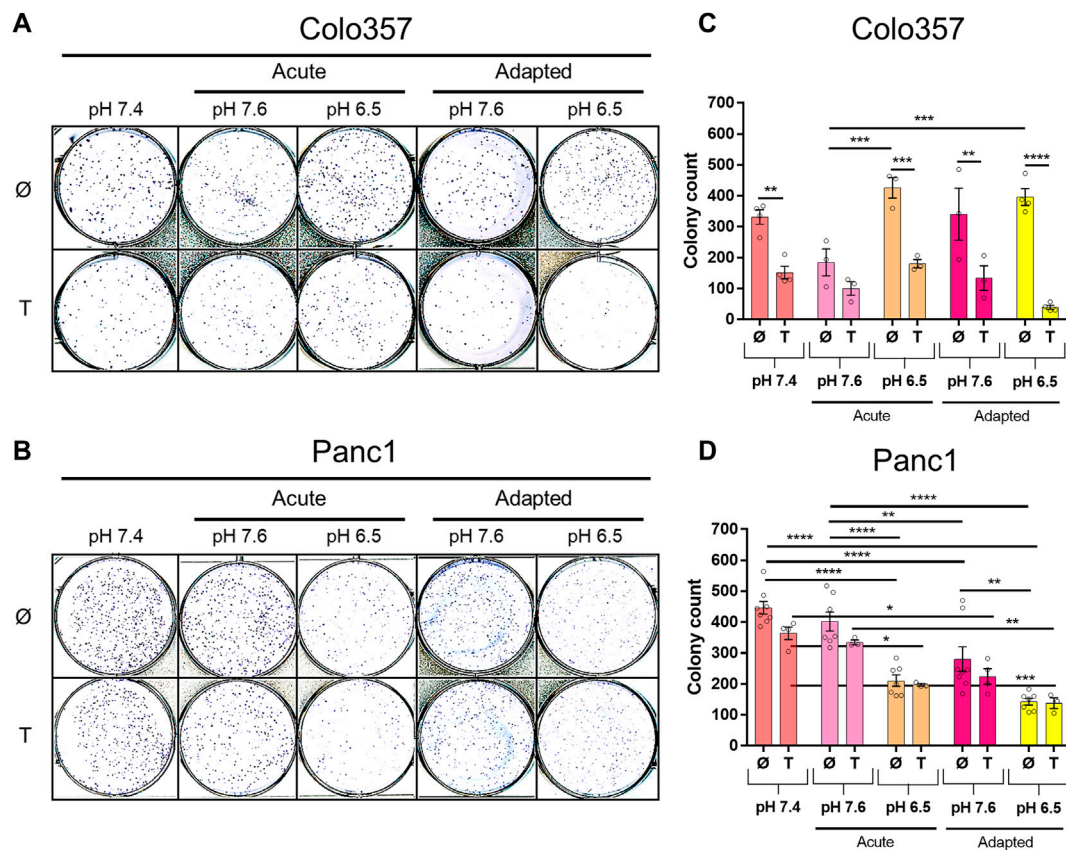 A
Colo357
Acute
Adapted
pH 7.4
pH 7.6
pH 6.5
pH 7.6
pH 6.5
Ø
T
B
Panc1
Acute
Adapted
pH 7.4
pH 7.6
pH 6.5
pH 7.6
pH 6.5
Ø
T
C
Colo357
Colony count
700
600
500
400
300
200
100
0
***
***
***
**
****
**
Ø T Ø T Ø T Ø T Ø T
pH 7.4 pH 7.6 pH 6.5 pH 7.6 pH 6.5
Acute Adapted
D
Panc1
Colony count
700
600
500
400
300
200
100
0
****
**
****
****
****
****
**
*
**
*
***
Ø T Ø T Ø T Ø T Ø T
pH 7.4 pH 7.6 pH 6.5 pH 7.6 pH 6.5
Acute Adapted